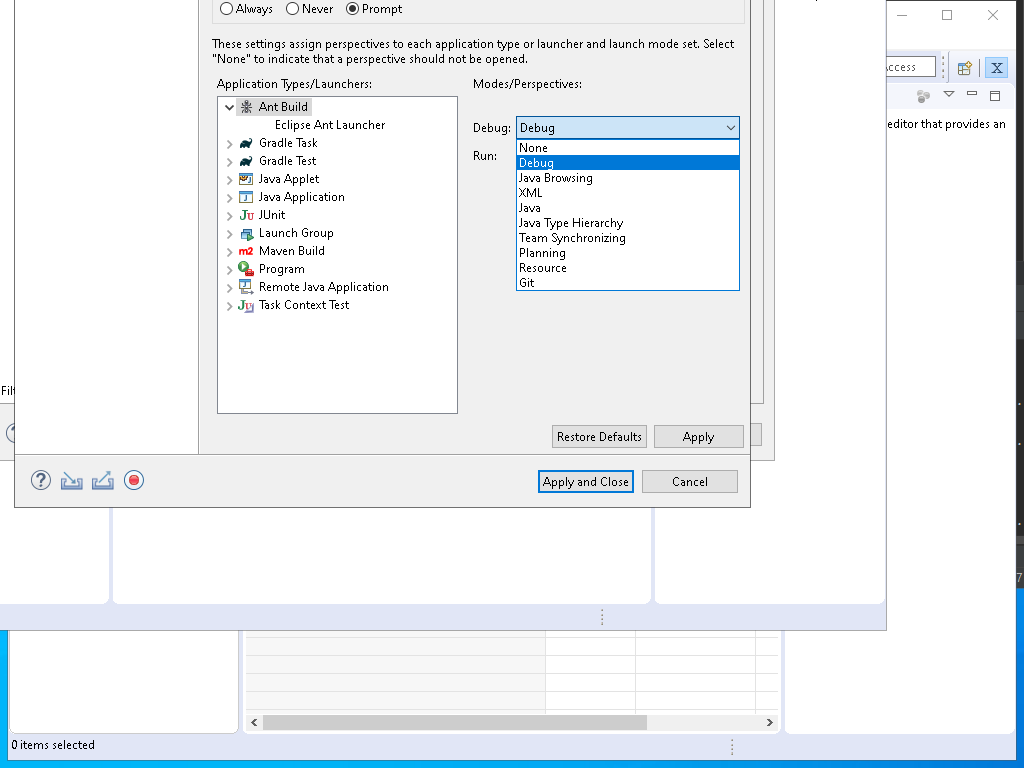 Always Never Prompt
These settings assign perspectives to each application type or launcher and launch mode set. Select
"None" to indicate that a perspective should not be opened.
Application Types/Launchers:
Modes/Perspectives:
Ant Build
Eclipse Ant Launcher
Gradle Task
Gradle Test
Java Applet
Java Application
JUnit
Launch Group
Maven Build
Program
Remote Java Application
Task Context Test
Debug: Debug
Run:
None
Debug
Java Browsing
XML
Java
Java Type Hierarchy
Team Synchronizing
Planning
Resource
Git
Restore Defaults
Apply
Apply and Close
Cancel
editor that provides an
0 items selected